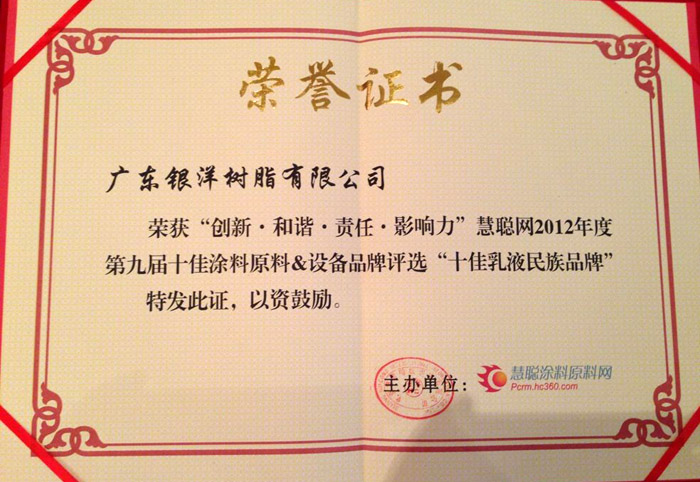 荣誉证书
广东银洋树脂有限公司
荣获“创新·和谐·责任·影响力”慧聪网2012年度
第九届十佳涂料原料&设备品牌评选“十佳乳液民族品牌”
特发此证，以资鼓励。
主办单位：慧聪涂料原料网
Pcrm.hc360.com